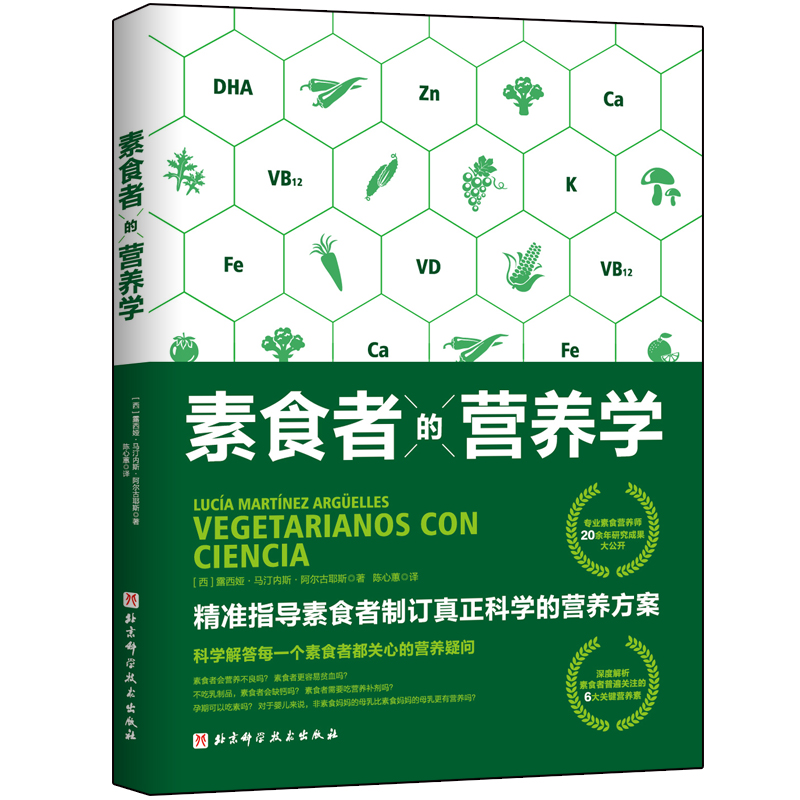 素食者的营养学
[西]露西娅·马汀内斯·阿尔古耶斯 著
陈心蕙 译
北京科学技术出版社
DHA
Zn
Ca
VB12
K
Fe
VD
VB12
Ca
Fe
素食者的营养学
LUCÍA MARTÍNEZ ARGÜELLES
VEGETARIANOS CON
CIENCIA
[西]露西娅·马汀内斯·阿尔古耶斯 著 陈心蕙 译
专业素食营养师
20余年研究成果
大公开
精准指导素食者制订真正科学的营养方案
科学解答每一个素食者都关心的营养疑问
素食者会营养不良吗? 素食者更容易贫血吗?
不吃乳制品,素食者会缺钙吗? 素食者需要吃营养补剂吗?
孕期可以吃素吗? 对于婴儿来说,非素食妈妈的母乳比素食妈妈的母乳更有营养吗?
深度解析
素食者普遍关注的
6大关键营养素
北京科学技术出版社